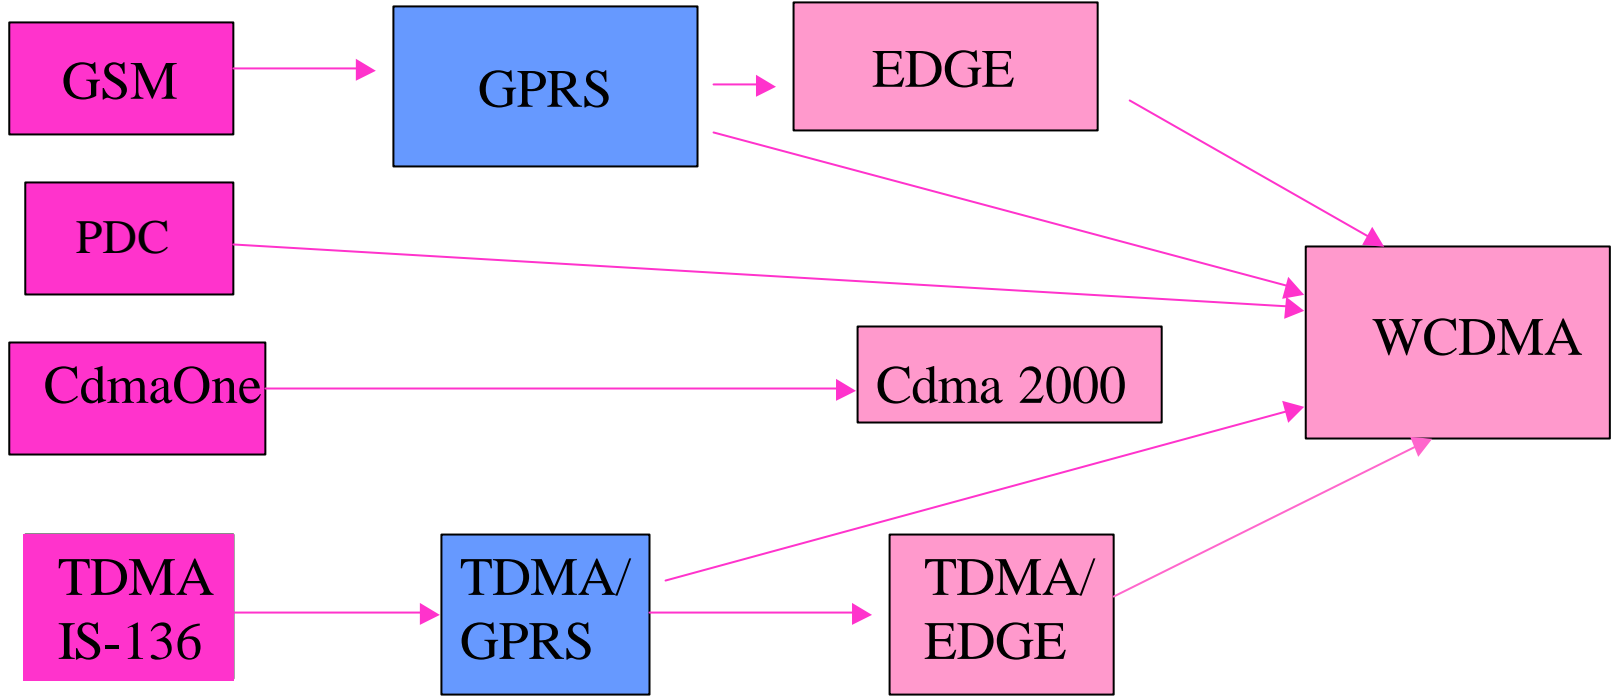 GSM
GPRS
EDGE
PDC
WCDMA
CdmaOne
Cdma 2000
TDMA
IS-136
TDMA/
GPRS
TDMA/
EDGE